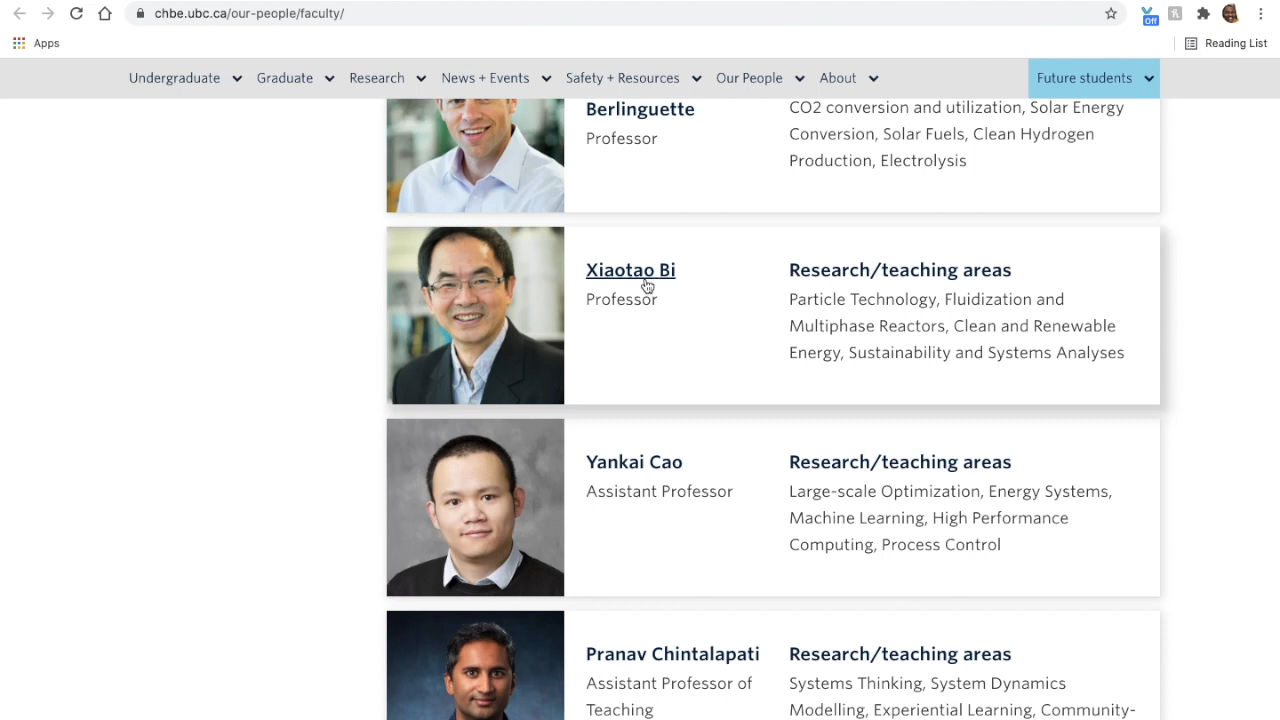 chbe.ubc.ca/our-people/faculty/
Off
Apps
Reading List
Undergraduate Graduate Research News + Events Safety + Resources Our People About Future students
Berlinguette
Professor
CO2 conversion and utilization, Solar Energy
Conversion, Solar Fuels, Clean Hydrogen
Production, Electrolysis
Xiaotao Bi
Professor
Research/teaching areas
Particle Technology, Fluidization and
Multiphase Reactors, Clean and Renewable
Energy, Sustainability and Systems Analyses
Yankai Cao
Assistant Professor
Research/teaching areas
Large-scale Optimization, Energy Systems,
Machine Learning, High Performance
Computing, Process Control
Pranav Chintalapati
Assistant Professor of
Teaching
Research/teaching areas
Systems Thinking, System Dynamics
Modelling, Experiential Learning, Community-